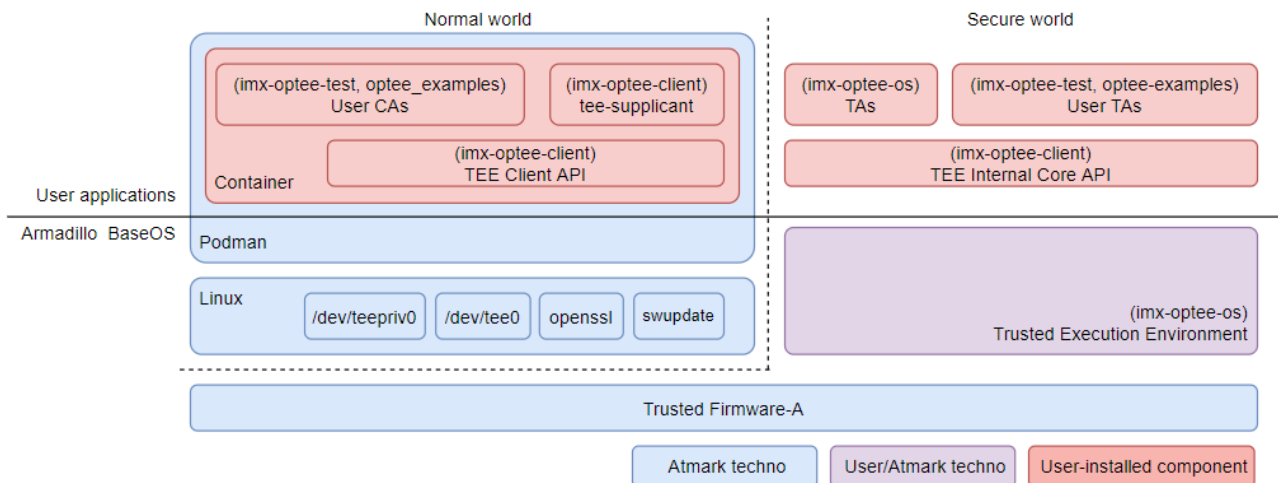 Normal world
Secure world
(imx-optee-test, optee_examples)
User CAs
(imx-optee-client)
tee-supplicant
(imx-optee-os)
TAs
(imx-optee-test, optee-examples)
User TAs
(imx-optee-client)
TEE Client API
(imx-optee-client)
TEE Internal Core API
Container
User applications
Armadillo BaseOS
Podman
Linux
/dev/teepriv0
/dev/tee0
openssl
swupdate
(imx-optee-os)
Trusted Execution Environment
Trusted Firmware-A
Atmark techno
User/Atmark techno
User-installed component